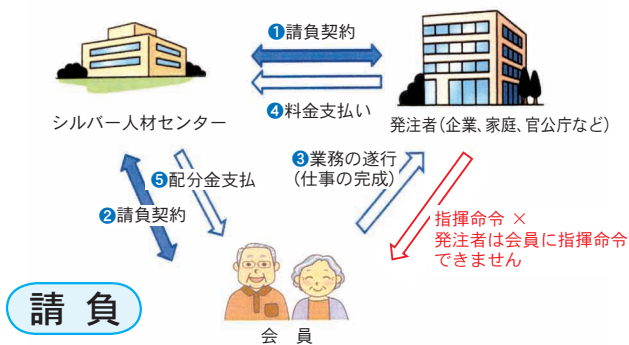 ❶請負契約
❹料金支払い
シルバー人材センター
発注者(企業、家庭、官公庁など)
❺配分金支払
❷請負契約
❸業務の遂行
(仕事の完成)
指揮命令 ×
発注者は会員に指揮命令
できません
請 負
会 員